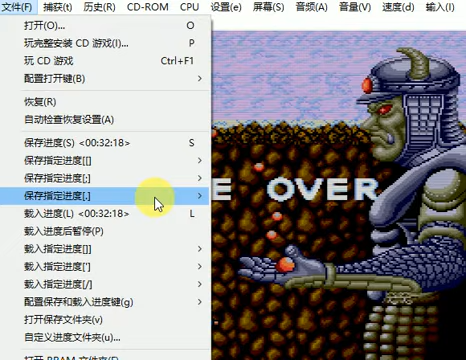 文件(F) 捕获(t) 历史(R) CD-ROM CPU 设置(e) 屏幕(S) 音频(A) 音量(V) 速度(d) 输入(I)
打开(O)... O
玩完整安装 CD 游戏(I)... P
玩 CD 游戏 Ctrl+F1
配置打开键(B)
恢复(R)
自动检查恢复设置(A)
保存进度(S) <00:32:18> S
保存指定进度[[]
保存指定进度[;]
保存指定进度[.]
载入进度(L) <00:32:18> L
载入进度后暂停(P)
载入指定进度[]]
载入指定进度[']
载入指定进度[/]
配置保存和载入进度键(g)
打开保存文件夹(v)
自定义进度文件夹(u)...
打开 BRAM 文件夹(F)
E OVER